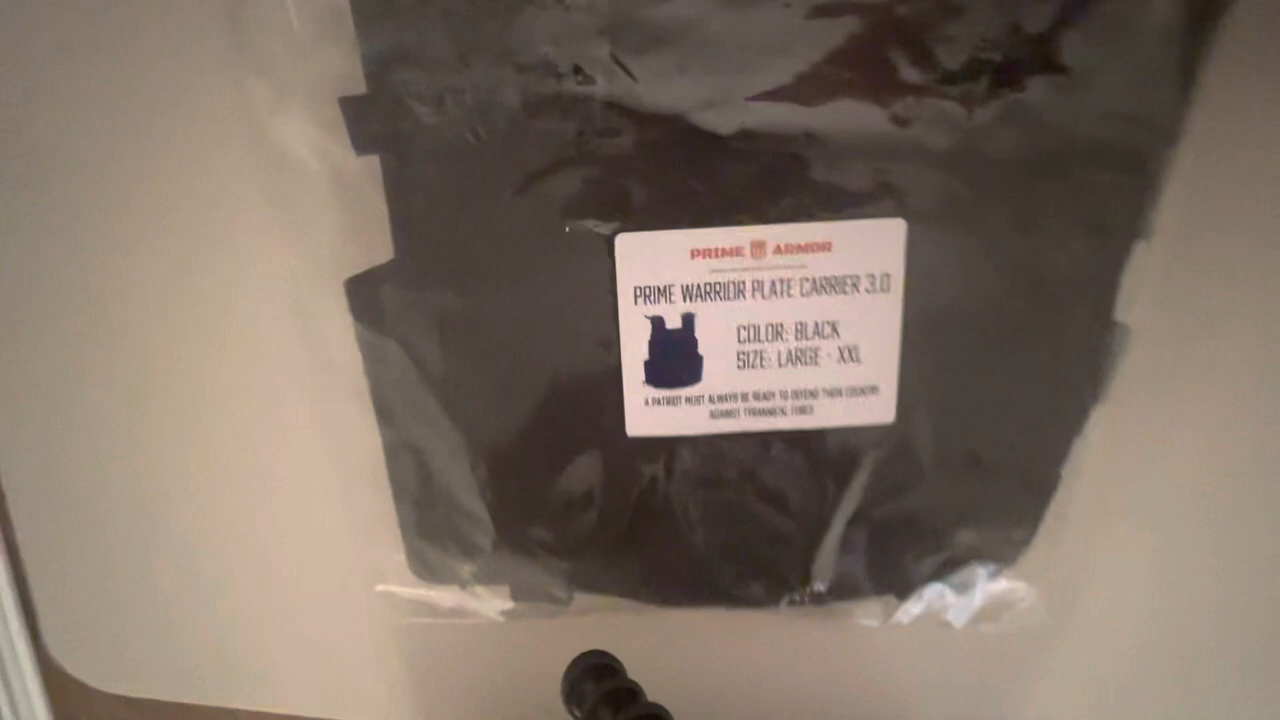 PRIME ARMOR
PRIME WARRIOR PLATE CARRIER 3.0
COLOR: BLACK
SIZE: LARGE - XXL
A PATRIOT MUST ALWAYS BE READY TO DEFEND THEIR COUNTRY
AGAINST TYRANNICAL